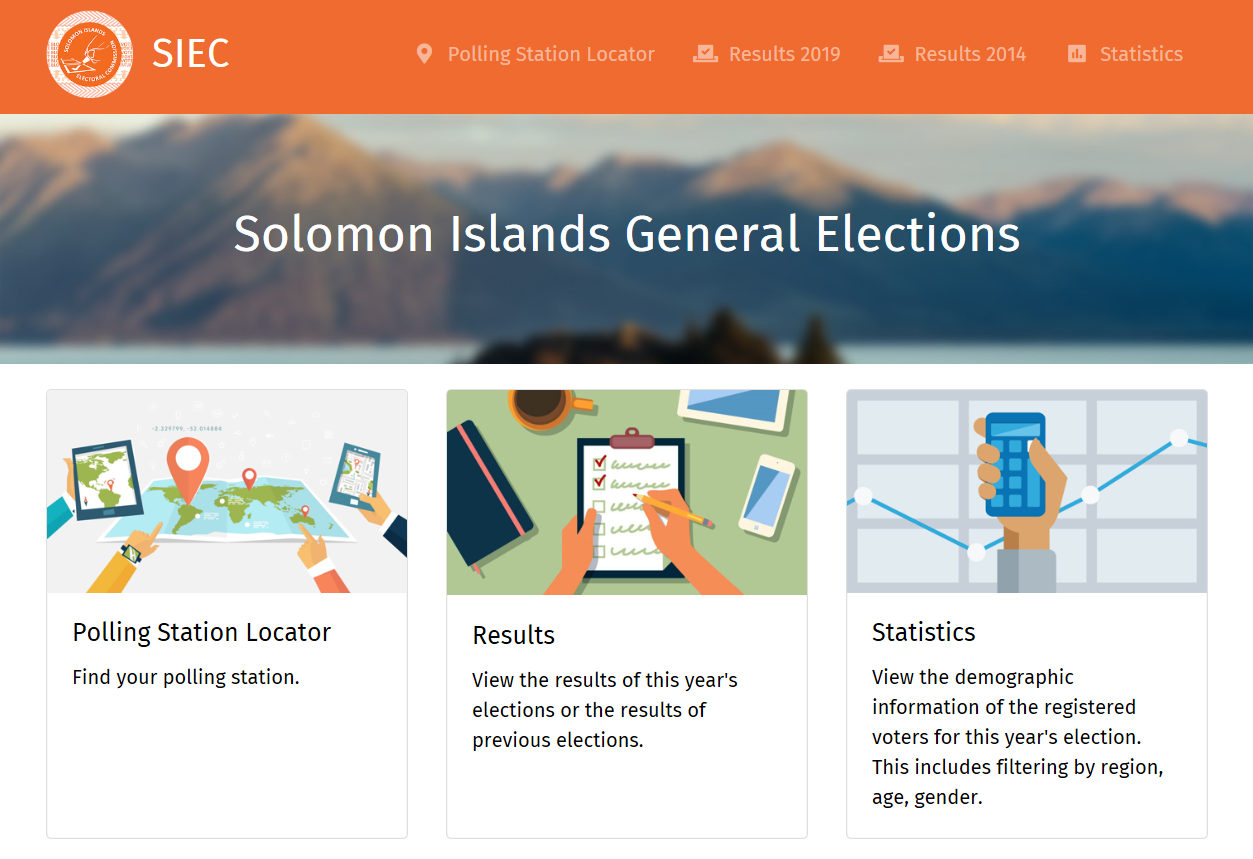 SOLOMON ISLANDS
ELECTORAL COMMISSION
SIEC
Polling Station Locator
Results 2019
Results 2014
Statistics
Solomon Islands General Elections
-2.329799, -52.016884
Polling Station Locator
Find your polling station.
Results
View the results of this year's
elections or the results of
previous elections.
Statistics
View the demographic
information of the registered
voters for this year's election.
This includes filtering by region,
age, gender.